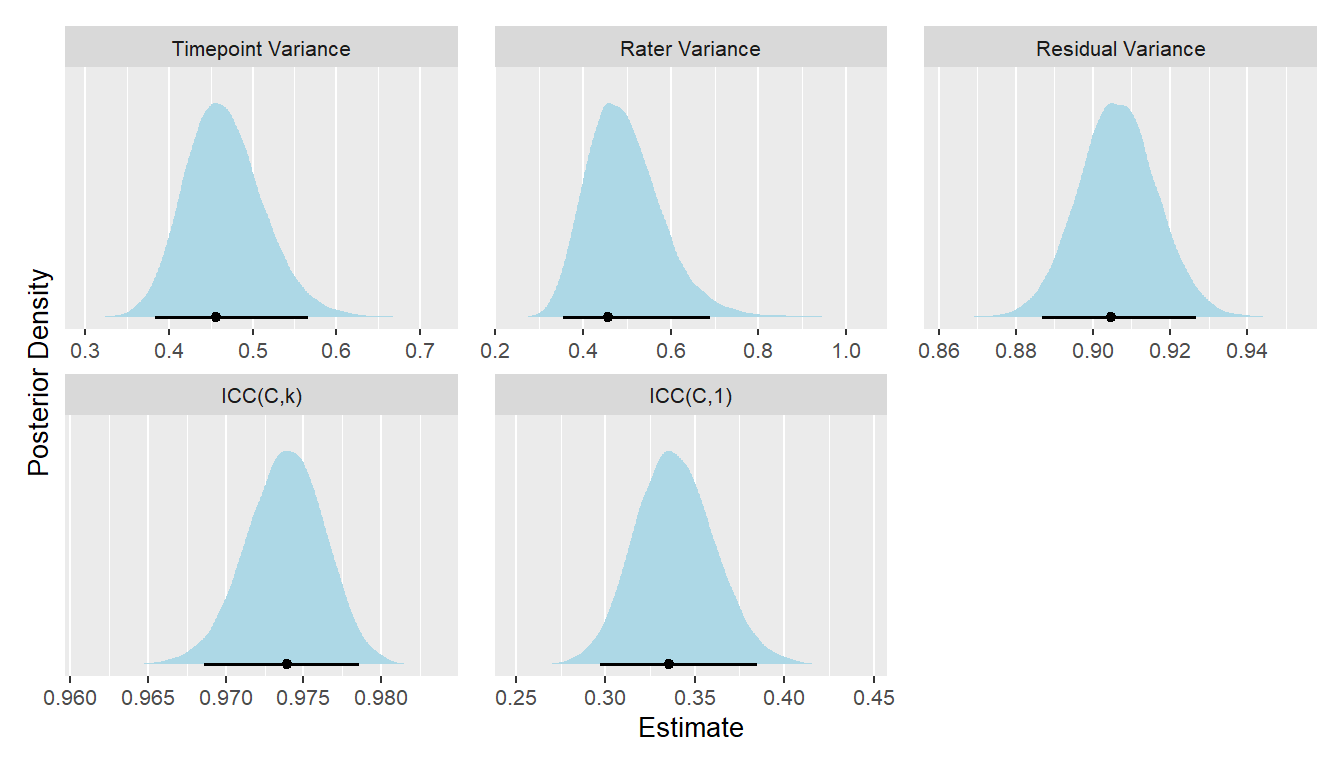 Timepoint Variance
Rater Variance
Residual Variance
0.3 0.4 0.5 0.6 0.7
0.2 0.4 0.6 0.8 1.0
0.86 0.88 0.90 0.92 0.94
ICC(C,k)
ICC(C,1)
0.960 0.965 0.970 0.975 0.980
0.25 0.30 0.35 0.40 0.45
Posterior Density
Estimate